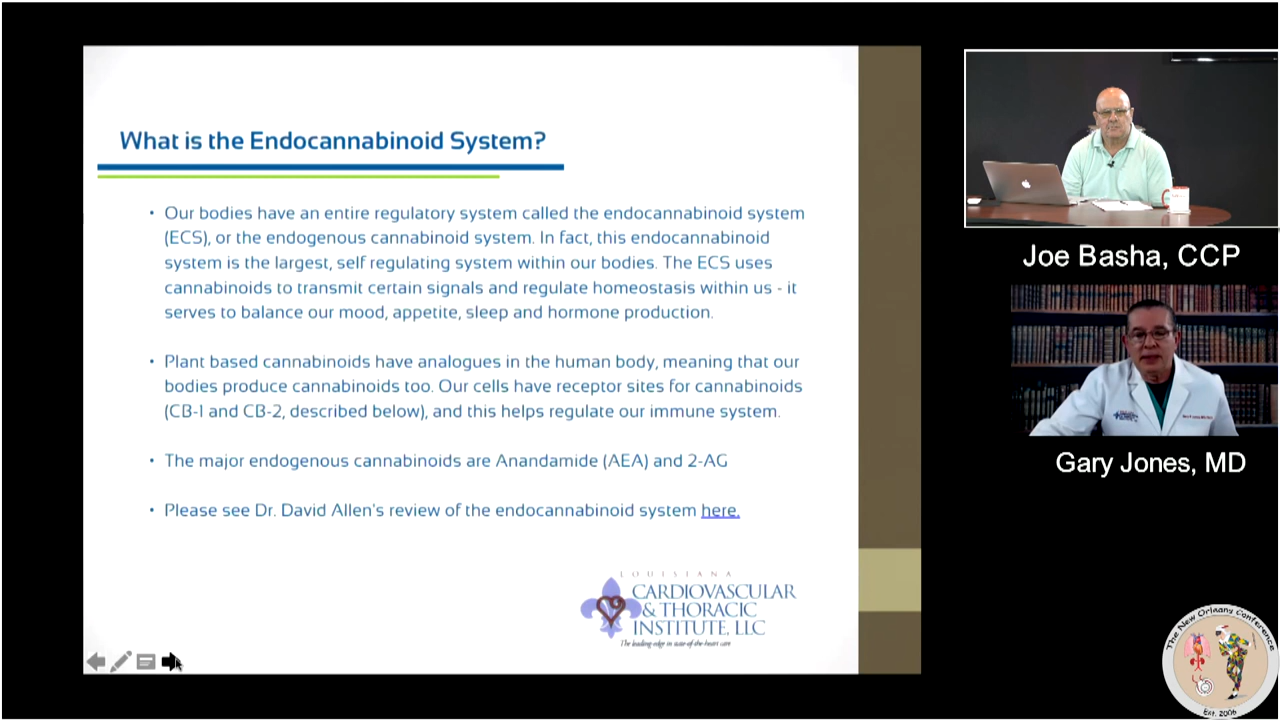 What is the Endocannabinoid System?
• Our bodies have an entire regulatory system called the endocannabinoid system
(ECS), or the endogenous cannabinoid system. In fact, this endocannabinoid
system is the largest, self regulating system within our bodies. The ECS uses
cannabinoids to transmit certain signals and regulate homeostasis within us - it
serves to balance our mood, appetite, sleep and hormone production.
• Plant based cannabinoids have analogues in the human body, meaning that our
bodies produce cannabinoids too. Our cells have receptor sites for cannabinoids
(CB-1 and CB-2, described below), and this helps regulate our immune system.
• The major endogenous cannabinoids are Anandamide (AEA) and 2-AG
• Please see Dr. David Allen's review of the endocannabinoid system here.
LOUISIANA
CARDIOVASCULAR
& THORACIC
INSTITUTE, LLC
The leading edge in state-of-the-heart care
Joe Basha, CCP
Gary Jones, MD
The New Orleany Conference
Est. 2006